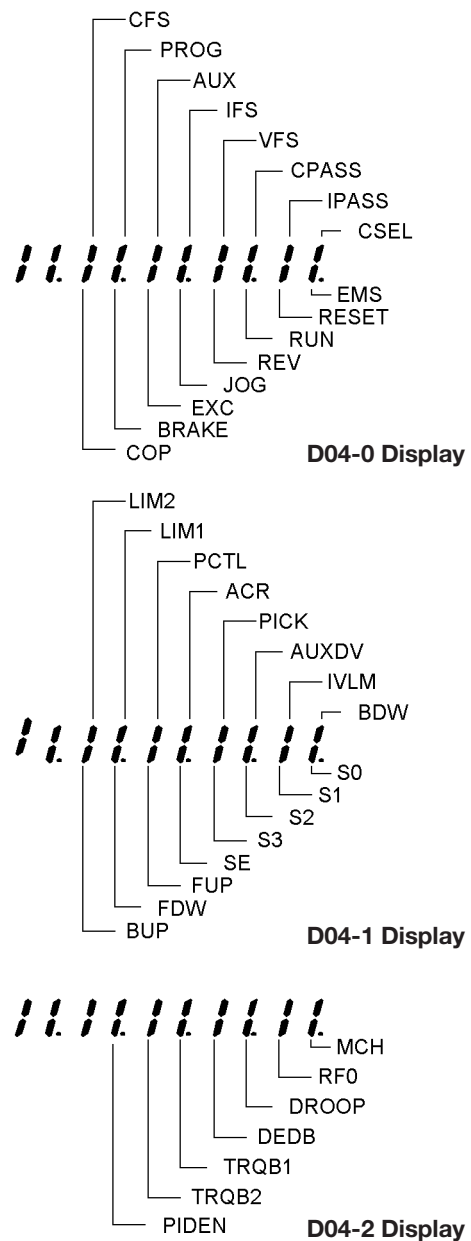 CFS
PROG
AUX
IFS
VFS
CPASS
IPASS
CSEL
EMS
RESET
RUN
REV
JOG
EXC
BRAKE
COP
D04-0 Display
LIM2
LIM1
PCTL
ACR
PICK
AUXDV
IVLM
BDW
S0
S1
S2
S3
SE
FUP
FDW
BUP
D04-1 Display
MCH
RF0
DROOP
DEDB
TRQB1
TRQB2
PIDEN
D04-2 Display